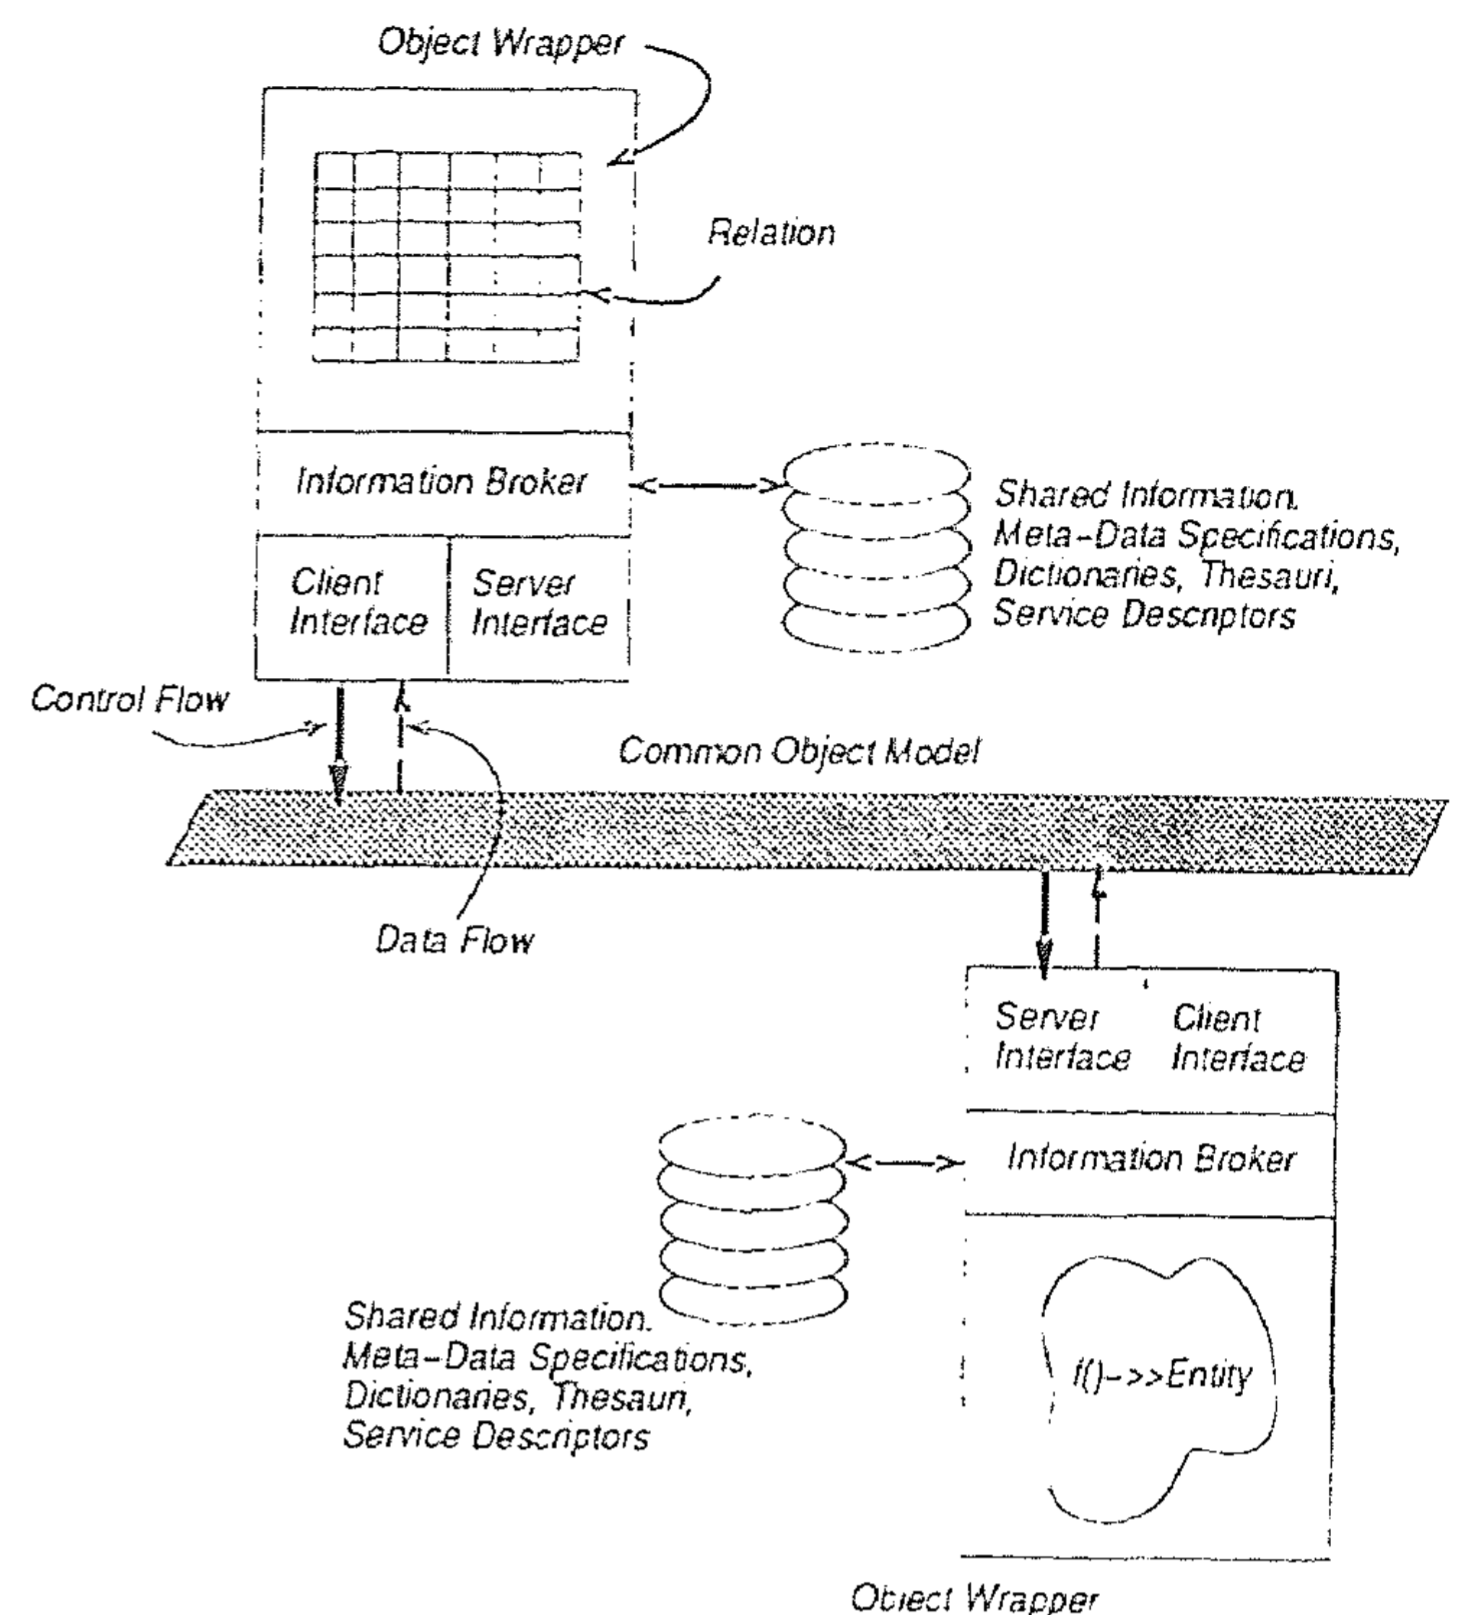 Object Wrapper
Relation
Information Broker
Shared Information.
Meta-Data Specifications,
Dictionaries, Thesauri,
Service Descriptors
Client
Interface
Server
Interface
Control Flow
Common Object Model
Data Flow
Server
Interface
Client
Interface
Information Broker
Shared Information.
Meta-Data Specifications,
Dictionaries, Thesauri,
Service Descriptors
f()->>Entity
Object Wrapper